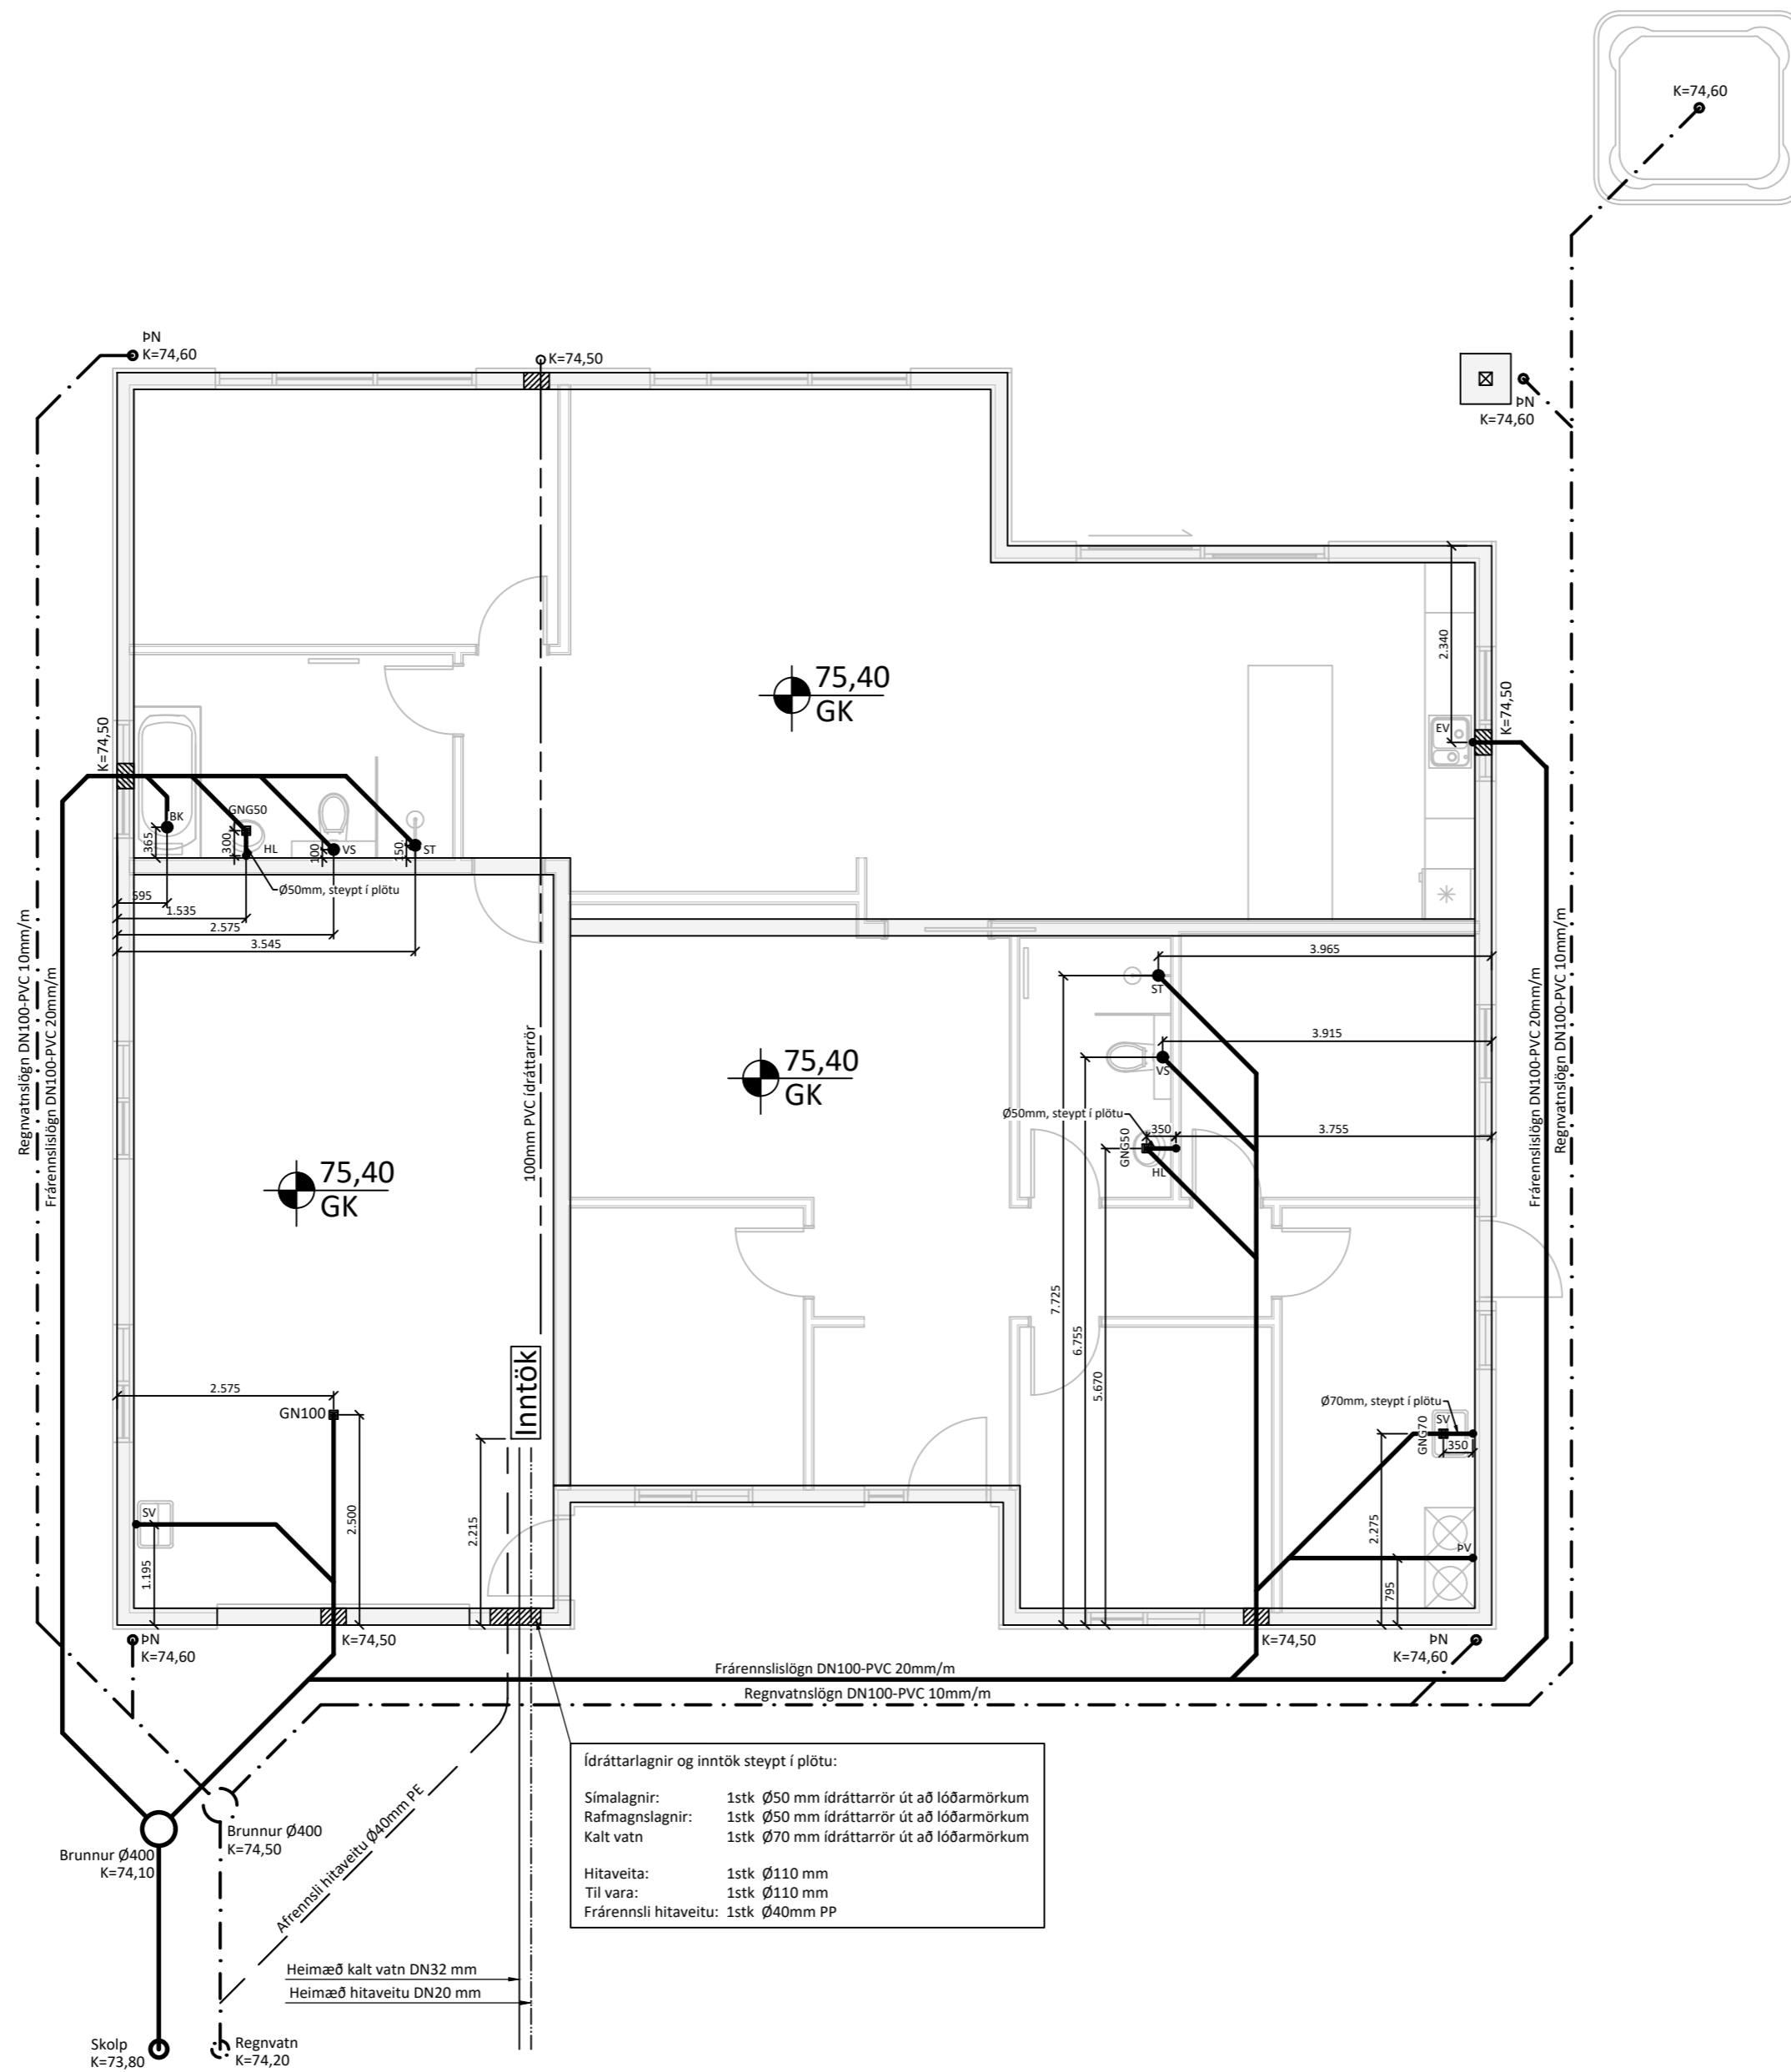 K=74,60
ÞN
K=74,60
K=74,50
ÞN
K=74,60
75,40
GK
2.340
K=74,50
EV
K=74,50
BK
GNG50
HL
VS
ST
365
300
100
150
Ø50mm, steypt í plötu
595
1.535
2.575
3.545
Regnvatnslögn DN100-PVC 10mm/m
Frárennslislögn DN100-PVC 20mm/m
100mm PVC ídráttarrör
3.965
ST
3.915
VS
Ø50mm, steypt í plötu
350
3.755
GNG50
HL
75,40
GK
75,40
GK
Frárennslislögn DN100-PVC 20mm/m
Regnvatnslögn DN100-PVC 10mm/m
7.725
6.755
5.670
2.575
GN100
Inntök
2.500
2.215
SV
1.195
Ø70mm, steypt í plötu
GNG70
SV
350
2.275
ÞV
795
ÞN
K=74,60
K=74,50
K=74,50
ÞN
K=74,60
Frárennslislögn DN100-PVC 20mm/m
Regnvatnslögn DN100-PVC 10mm/m
Ídráttarlagnir og inntök steypt í plötu:
Símalagnir: 1stk Ø50 mm ídráttarrör út að lóðarmörkum
Rafmagnslagnir: 1stk Ø50 mm ídráttarrör út að lóðarmörkum
Kalt vatn 1stk Ø70 mm ídráttarrör út að lóðarmörkum
Hitaveita: 1stk Ø110 mm
Til vara: 1stk Ø110 mm
Frárennsli hitaveitu: 1stk Ø40mm PP
Brunnur Ø400
K=74,50
Brunnur Ø400
K=74,10
Afrennsli hitaveitu Ø40mm PE
Heimæð kalt vatn DN32 mm
Heimæð hitaveitu DN20 mm
Skolp
K=73,80
Regnvatn
K=74,20